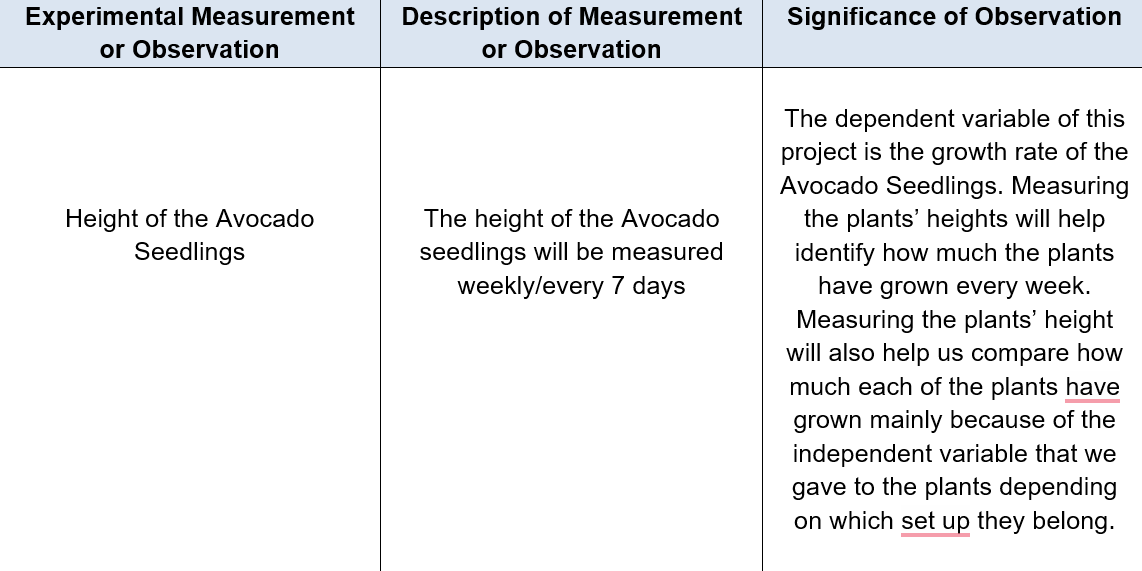 Experimental Measurement
or Observation
Description of Measurement
or Observation
Significance of Observation
Height of the Avocado
Seedlings
The height of the Avocado
seedlings will be measured
weekly/every 7 days
The dependent variable of this
project is the growth rate of the
Avocado Seedlings. Measuring
the plants’ heights will help
identify how much the plants
have grown every week.
Measuring the plants’ height
will also help us compare how
much each of the plants have
grown mainly because of the
independent variable that we
gave to the plants depending
on which set up they belong.